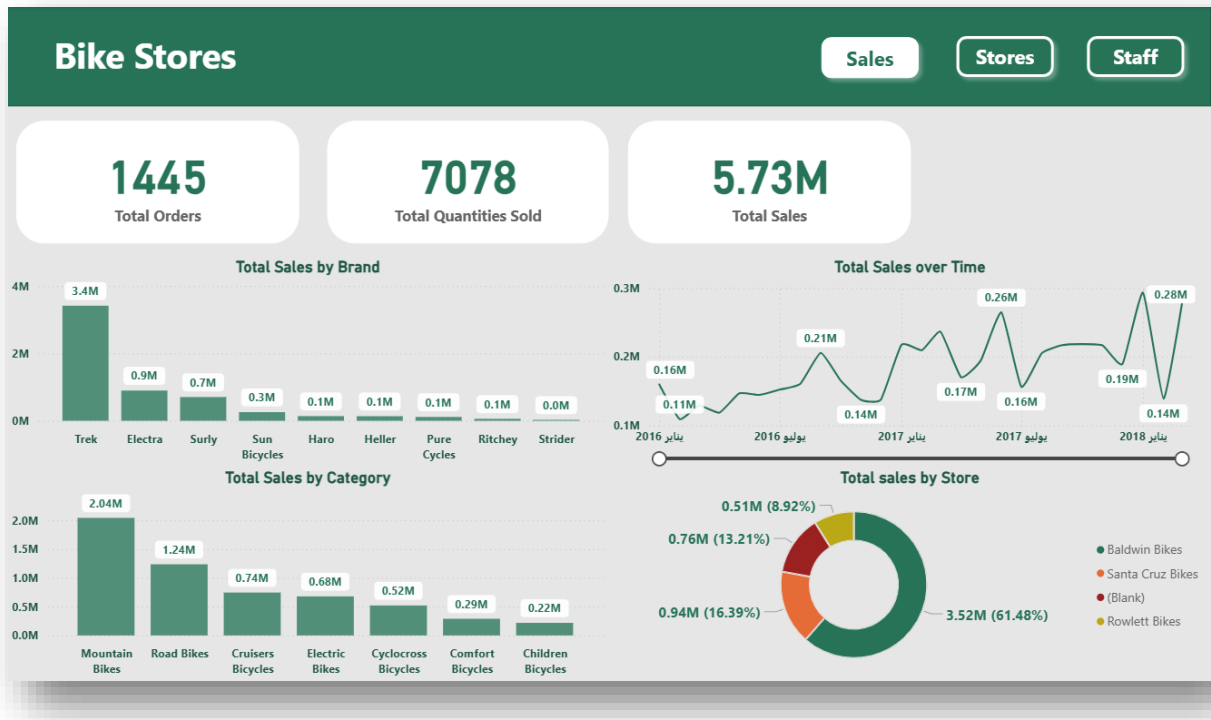 Bike Stores
Sales
Stores
Staff
1445
Total Orders
7078
Total Quantities Sold
5.73M
Total Sales
Total Sales by Brand
4M
2M
0M
3.4M
0.9M
0.7M
0.3M
0.1M
0.1M
0.1M
0.1M
0.0M
Trek
Electra
Surly
Sun
Bicycles
Haro
Heller
Pure
Cycles
Ritchey
Strider
Total Sales over Time
0.3M
0.2M
0.1M
0.16M
0.11M
0.21M
0.14M
0.17M
0.26M
0.16M
0.19M
0.14M
0.28M
يناير 2016
يوليو 2016
يناير 2017
يوليو 2017
يناير 2018
Total Sales by Category
2.0M
1.5M
1.0M
0.5M
0.0M
2.04M
1.24M
0.74M
0.68M
0.52M
0.29M
0.22M
Mountain
Bikes
Road Bikes
Cruisers
Bicycles
Electric
Bikes
Cyclocross
Bicycles
Comfort
Bicycles
Children
Bicycles
Total sales by Store
0.51M (8.92%)
0.76M (13.21%)
0.94M (16.39%)
3.52M (61.48%)
Baldwin Bikes
Santa Cruz Bikes
(Blank)
Rowlett Bikes